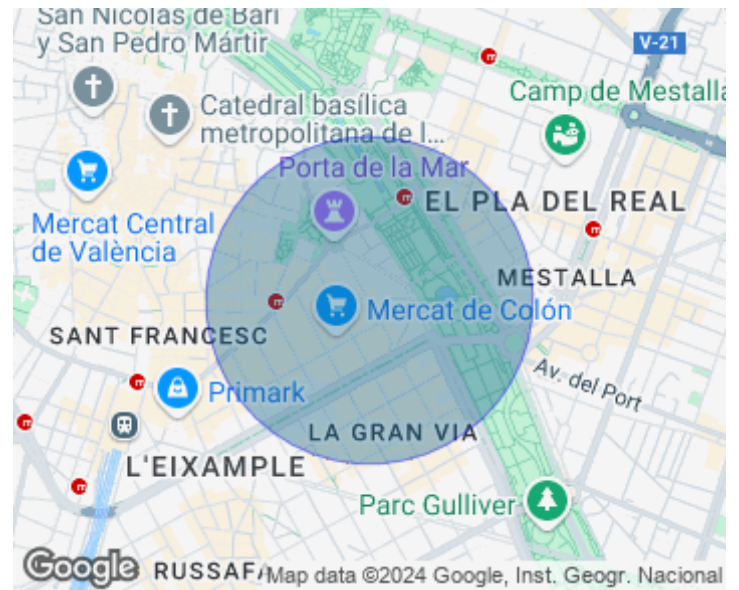 San Nicolás de Bari
y San Pedro Mártir
V-21
Camp de Mestalla
Catedral basílica
metropolitana de l...
Porta de la Mar
EL PLA DEL REAL
Mercat Central
de València
MESTALLA
Mercat de Colón
SANT FRANCESC
Primark
Av. del Port
LA GRAN VIA
L'EIXAMPLE
Parc Gulliver
Google
RUSSAFA
Map data ©2024 Google, Inst. Geogr. Nacional